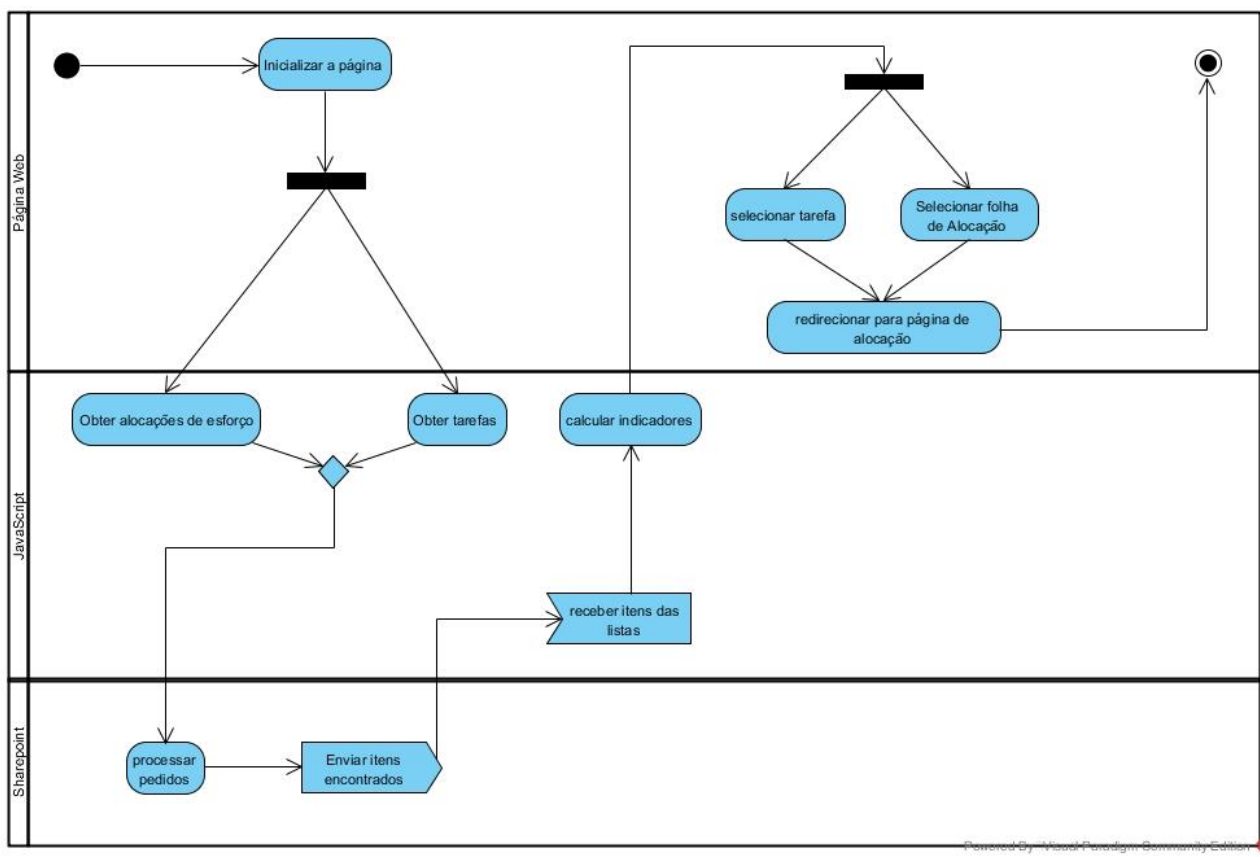 Página Web
Inicializar a página
selecionar tarefa
Selecionar folha
de Alocação
redirecionar para página de
alocação
JavaScript
Obter alocações de esforço
Obter tarefas
calcular indicadores
receber itens das
listas
Sharepoint
processar
pedidos
Enviar itens
encontrados
Powered By Visual Paradigm Community Edition